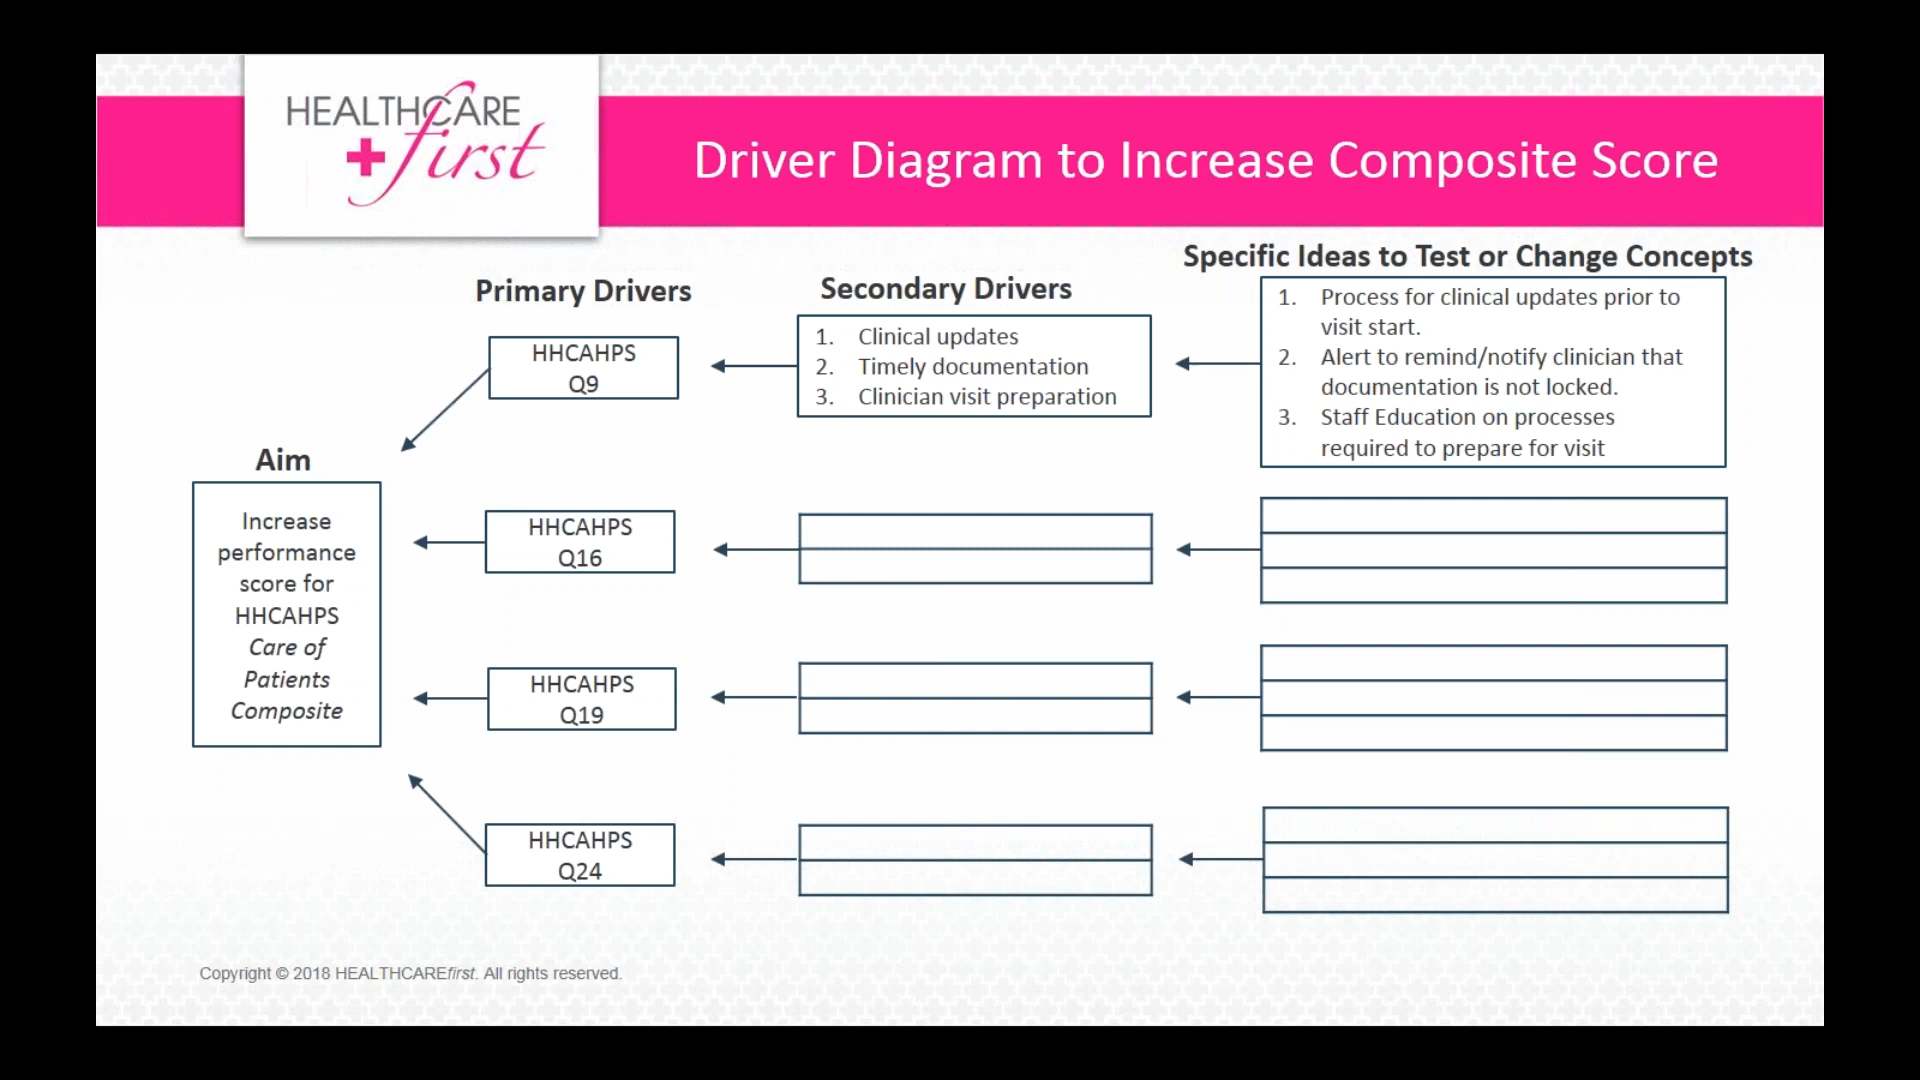 HEALTHCARE
first
Driver Diagram to Increase Composite Score
Primary Drivers
Secondary Drivers
Specific Ideas to Test or Change Concepts
HHCAHPS
Q9
1. Clinical updates
2. Timely documentation
3. Clinician visit preparation
1. Process for clinical updates prior to
visit start.
2. Alert to remind/notify clinician that
documentation is not locked.
3. Staff Education on processes
required to prepare for visit
Aim
Increase
performance
score for
HHCAHPS
Care of
Patients
Composite
HHCAHPS
Q16
HHCAHPS
Q19
HHCAHPS
Q24
Copyright © 2018 HEALTHCAREfirst. All rights reserved.